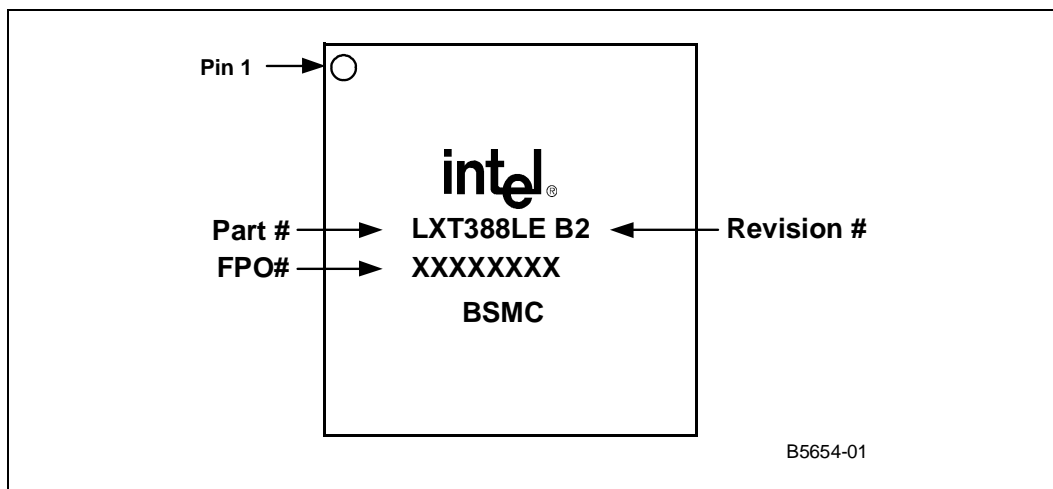 Pin 1
intel®
Part # LXT388LE B2 Revision #
FPO# XXXXXXXX
BSMC
B5654-01